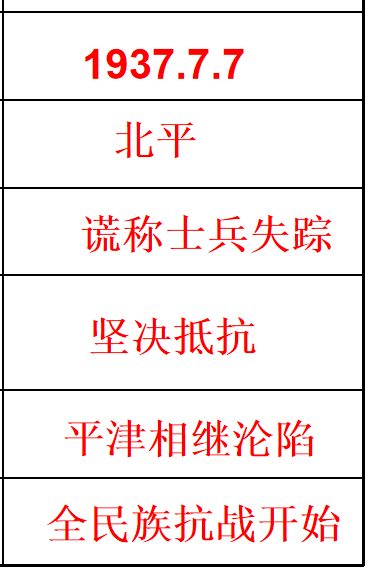 1937.7.7
北平
谎称士兵失踪
坚决抵抗
平津相继沦陷
全民族抗战开始